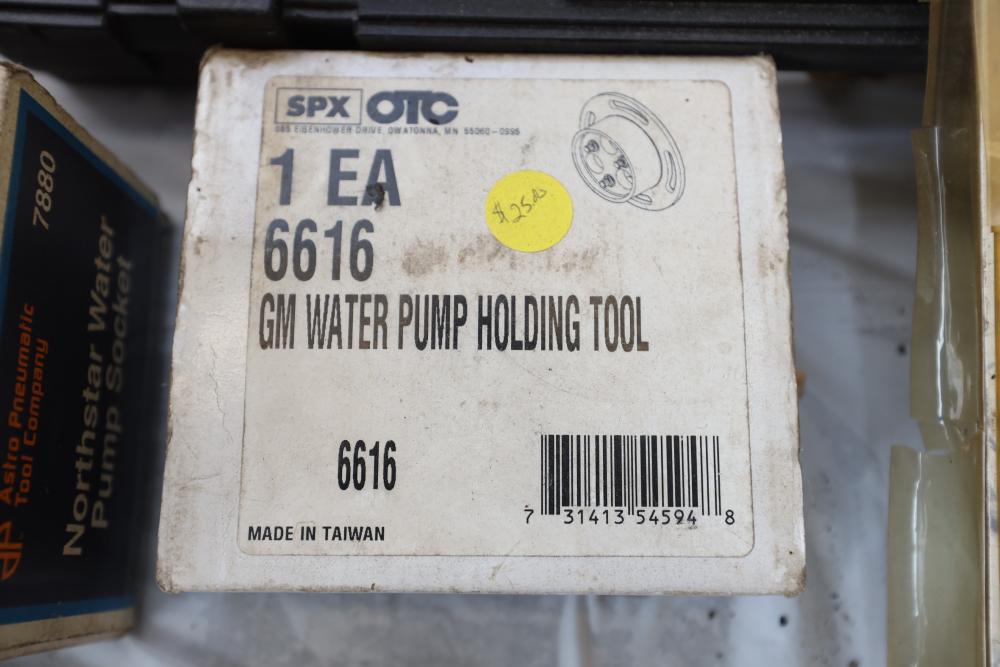 SPX OTC
655 EISENHOWER DRIVE, OWATONNA, MN 55060-0995
1 EA
6616
$25.00
GM WATER PUMP HOLDING TOOL
6616
7 31413 54594 8
MADE IN TAIWAN
7880
Astro Pneumatic
Tool Company
Northstar Water
Pump Socket